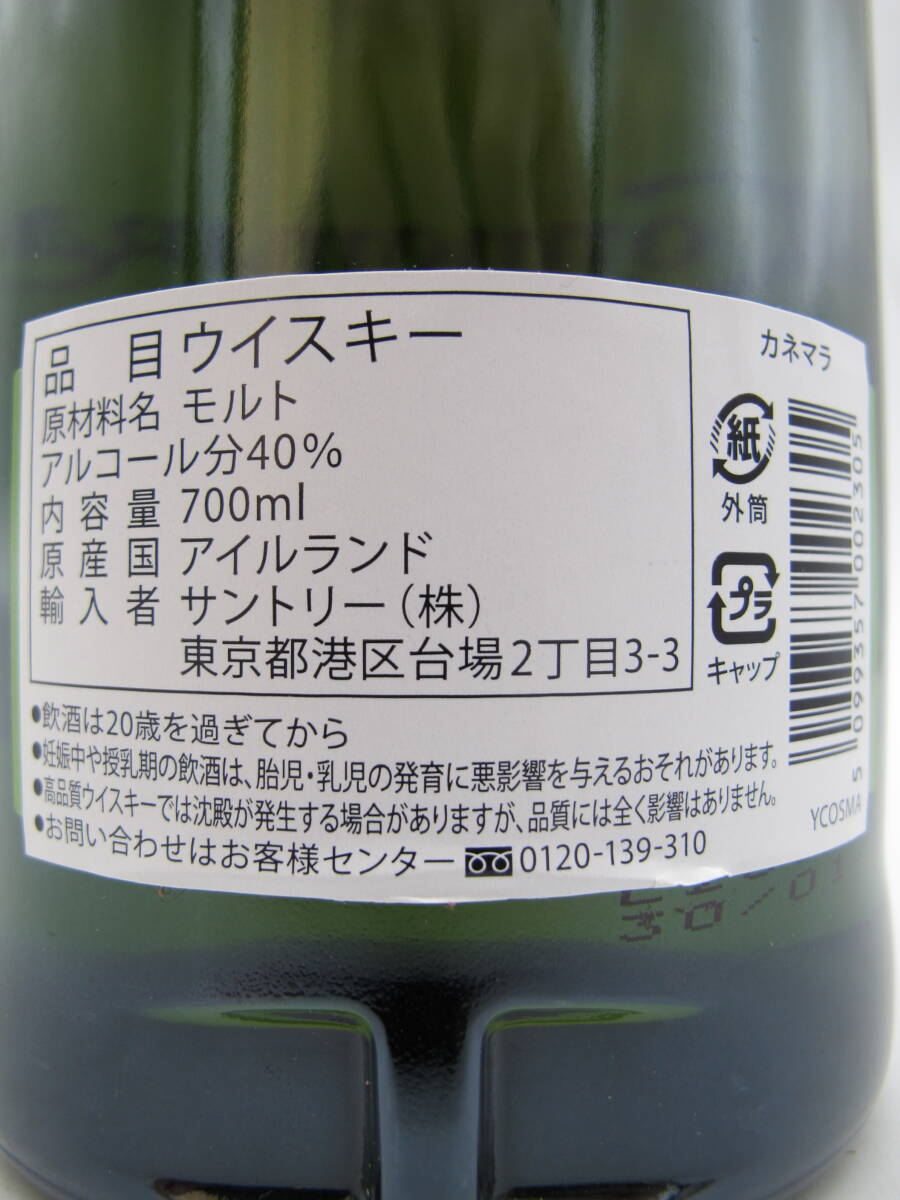 品目 ウイスキー
原材料名 モルト
アルコール分40%
内容量 700ml
原産国 アイルランド
輸入者 サントリー(株)
東京都港区台場2丁目3-3
●飲酒は20歳を過ぎてから
●妊娠中や授乳期の飲酒は、胎児・乳児の発育に悪影響を与えるおそれがあります。
●高品質ウイスキーでは沈殿が発生する場合がありますが、品質には全く影響はありません。
●お問い合わせはお客様センター 0120-139-310
カネマラ
紙
外筒
プラ
キャップ
5 099357 002305
YCOSMA